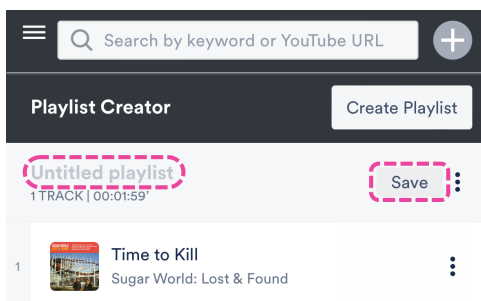 Search by keyword or YouTube URL
Playlist Creator
Create Playlist
Untitled playlist
Save
1 TRACK | 00:01:59'
1
Time to Kill
Sugar World: Lost & Found